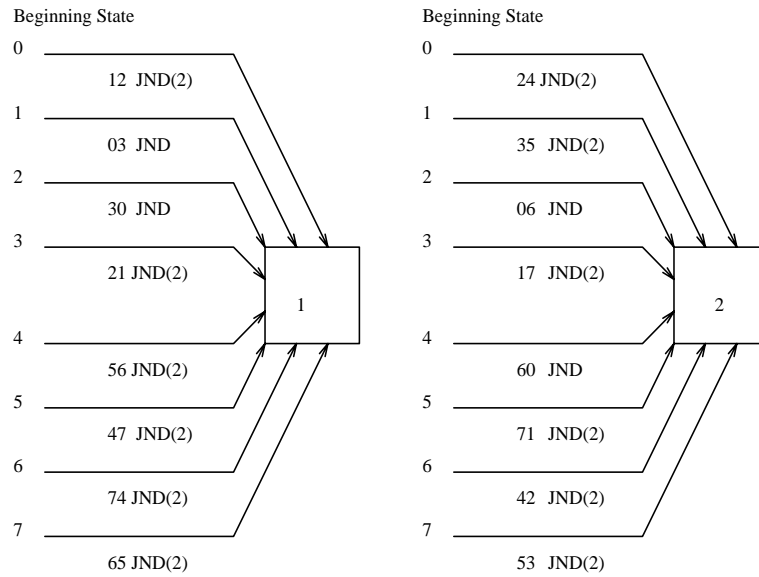 Beginning State
0
12 JND(2)
1
03 JND
2
30 JND
3
21 JND(2)
1
4
56 JND(2)
5
47 JND(2)
6
74 JND(2)
7
65 JND(2)
Beginning State
0
24 JND(2)
1
35 JND(2)
2
06 JND
3
17 JND(2)
2
4
60 JND
5
71 JND(2)
6
42 JND(2)
7
53 JND(2)